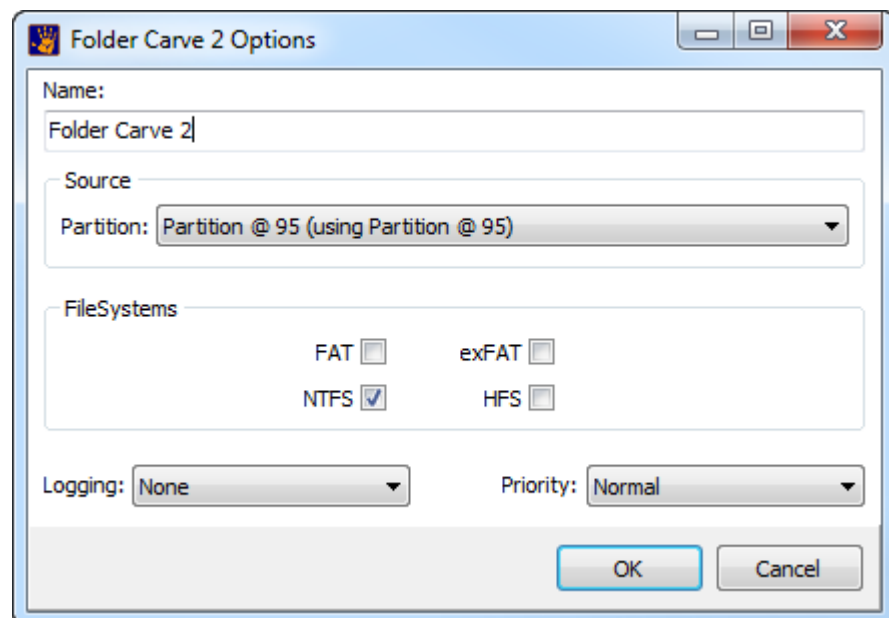 Folder Carve 2 Options
Name:
Folder Carve 2
Source
Partition: Partition @ 95 (using Partition @ 95)
FileSystems
FAT exFAT
NTFS HFS
Logging: None Priority: Normal
OK Cancel